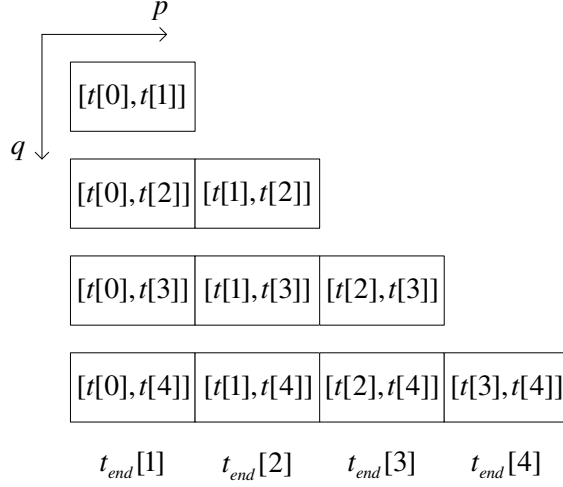 p
[t[0],t[1]]
q
[t[0],t[2]] [t[1],t[2]]
[t[0],t[3]] [t[1],t[3]] [t[2],t[3]]
[t[0],t[4]] [t[1],t[4]] [t[2],t[4]] [t[3],t[4]]
t_end[1] t_end[2] t_end[3] t_end[4]